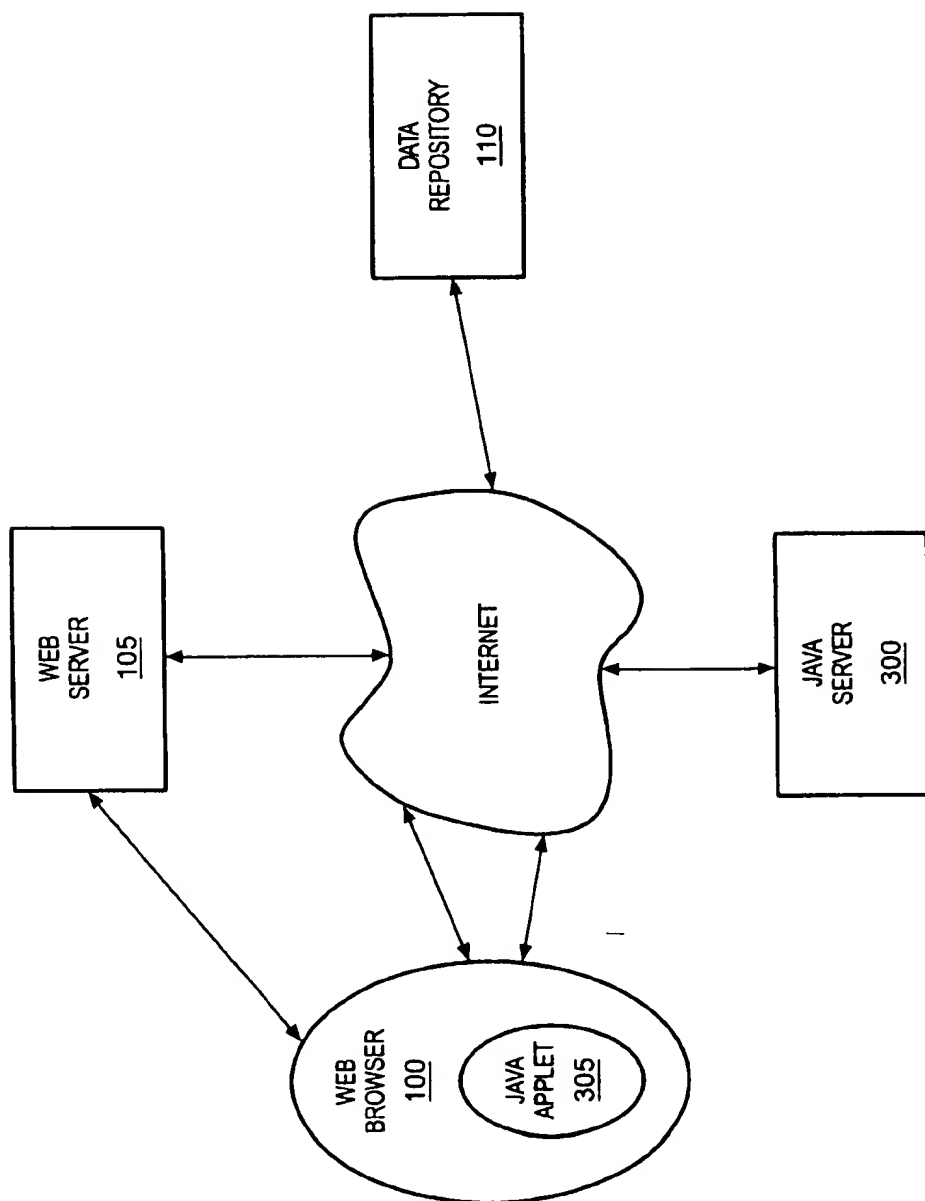 WEB
SERVER
105
WEB
BROWSER
100
JAVA
APPLET
305
INTERNET
DATA
REPOSITORY
110
JAVA
SERVER
300